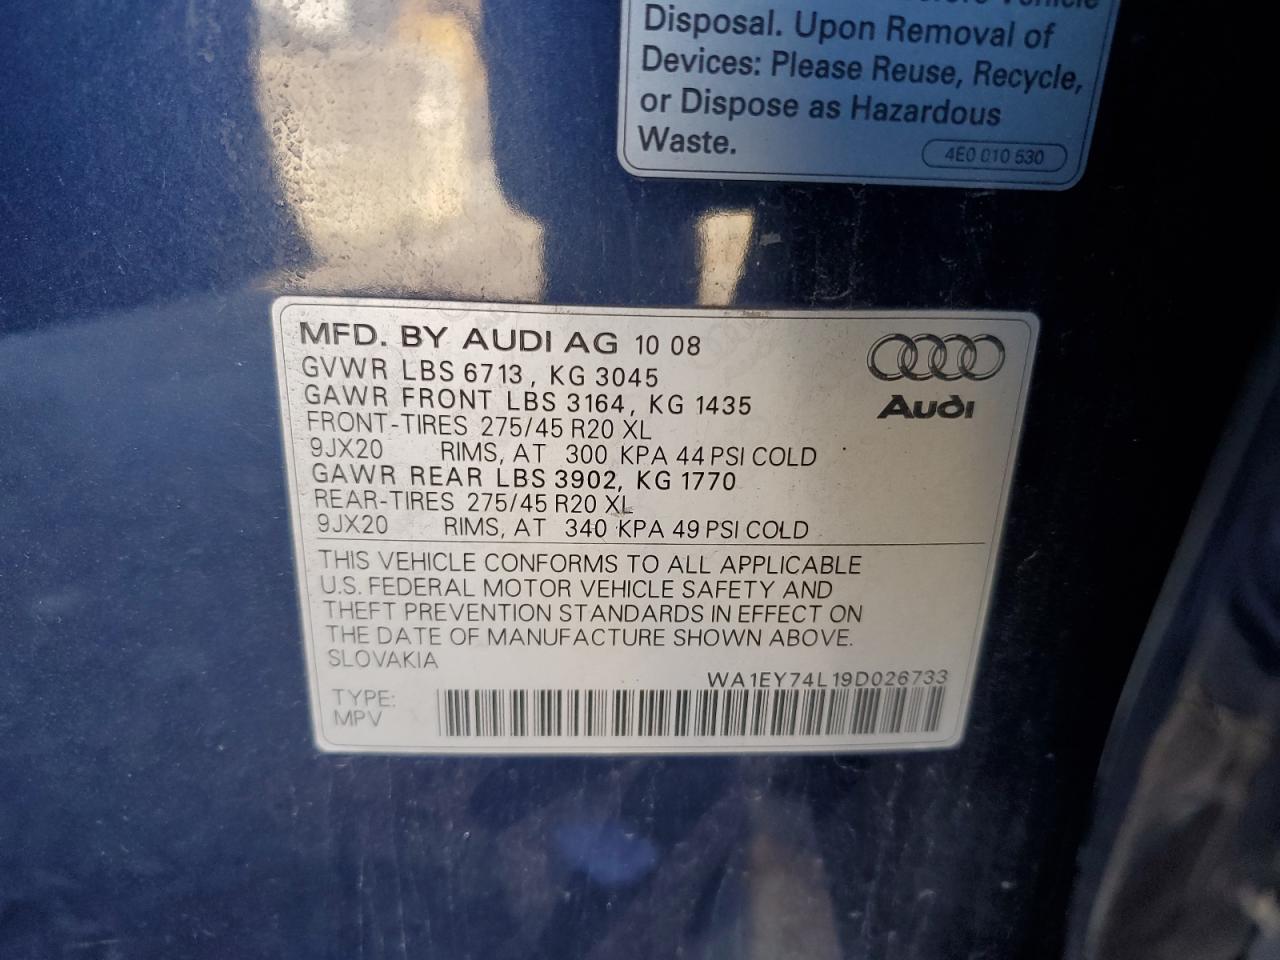 Disposal. Upon Removal of
Devices: Please Reuse, Recycle,
or Dispose as Hazardous
Waste.
4E0 010 530
MFD. BY AUDI AG 10 08
GVWR LBS 6713, KG 3045
GAWR FRONT LBS 3164, KG 1435
FRONT-TIRES 275/45 R20 XL
9JX20 RIMS, AT 300 KPA 44 PSI COLD
GAWR REAR LBS 3902, KG 1770
REAR-TIRES 275/45 R20 XL
9JX20 RIMS, AT 340 KPA 49 PSI COLD
Audi
THIS VEHICLE CONFORMS TO ALL APPLICABLE
U.S. FEDERAL MOTOR VEHICLE SAFETY AND
THEFT PREVENTION STANDARDS IN EFFECT ON
THE DATE OF MANUFACTURE SHOWN ABOVE.
SLOVAKIA
WA1EY74L19D026733
TYPE:
MPV